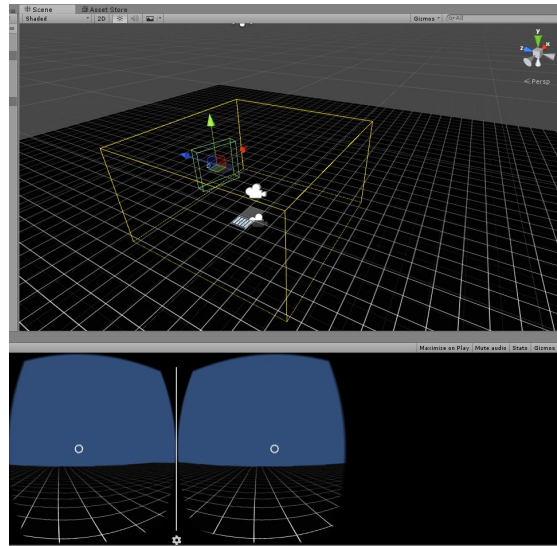 Scene Asset Store
Shaded 2D Gizmos All
y
z x
Persp
Maximize on Play Mute audio Stats Gizmos